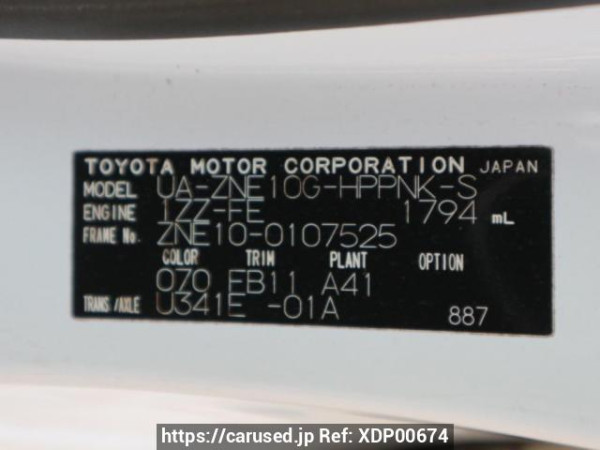 TOYOTA MOTOR CORPORATION JAPAN
MODEL UA-ZNE10G-HPPNK-S
ENGINE 1ZZ-FE 1794 mL
FRAME No. ZNE10-0107525
COLOR TRIM PLANT OPTION
070 FB11 A41
TRANS/AXLE U341E -01A 887
https://carused.jp Ref: XDP00674